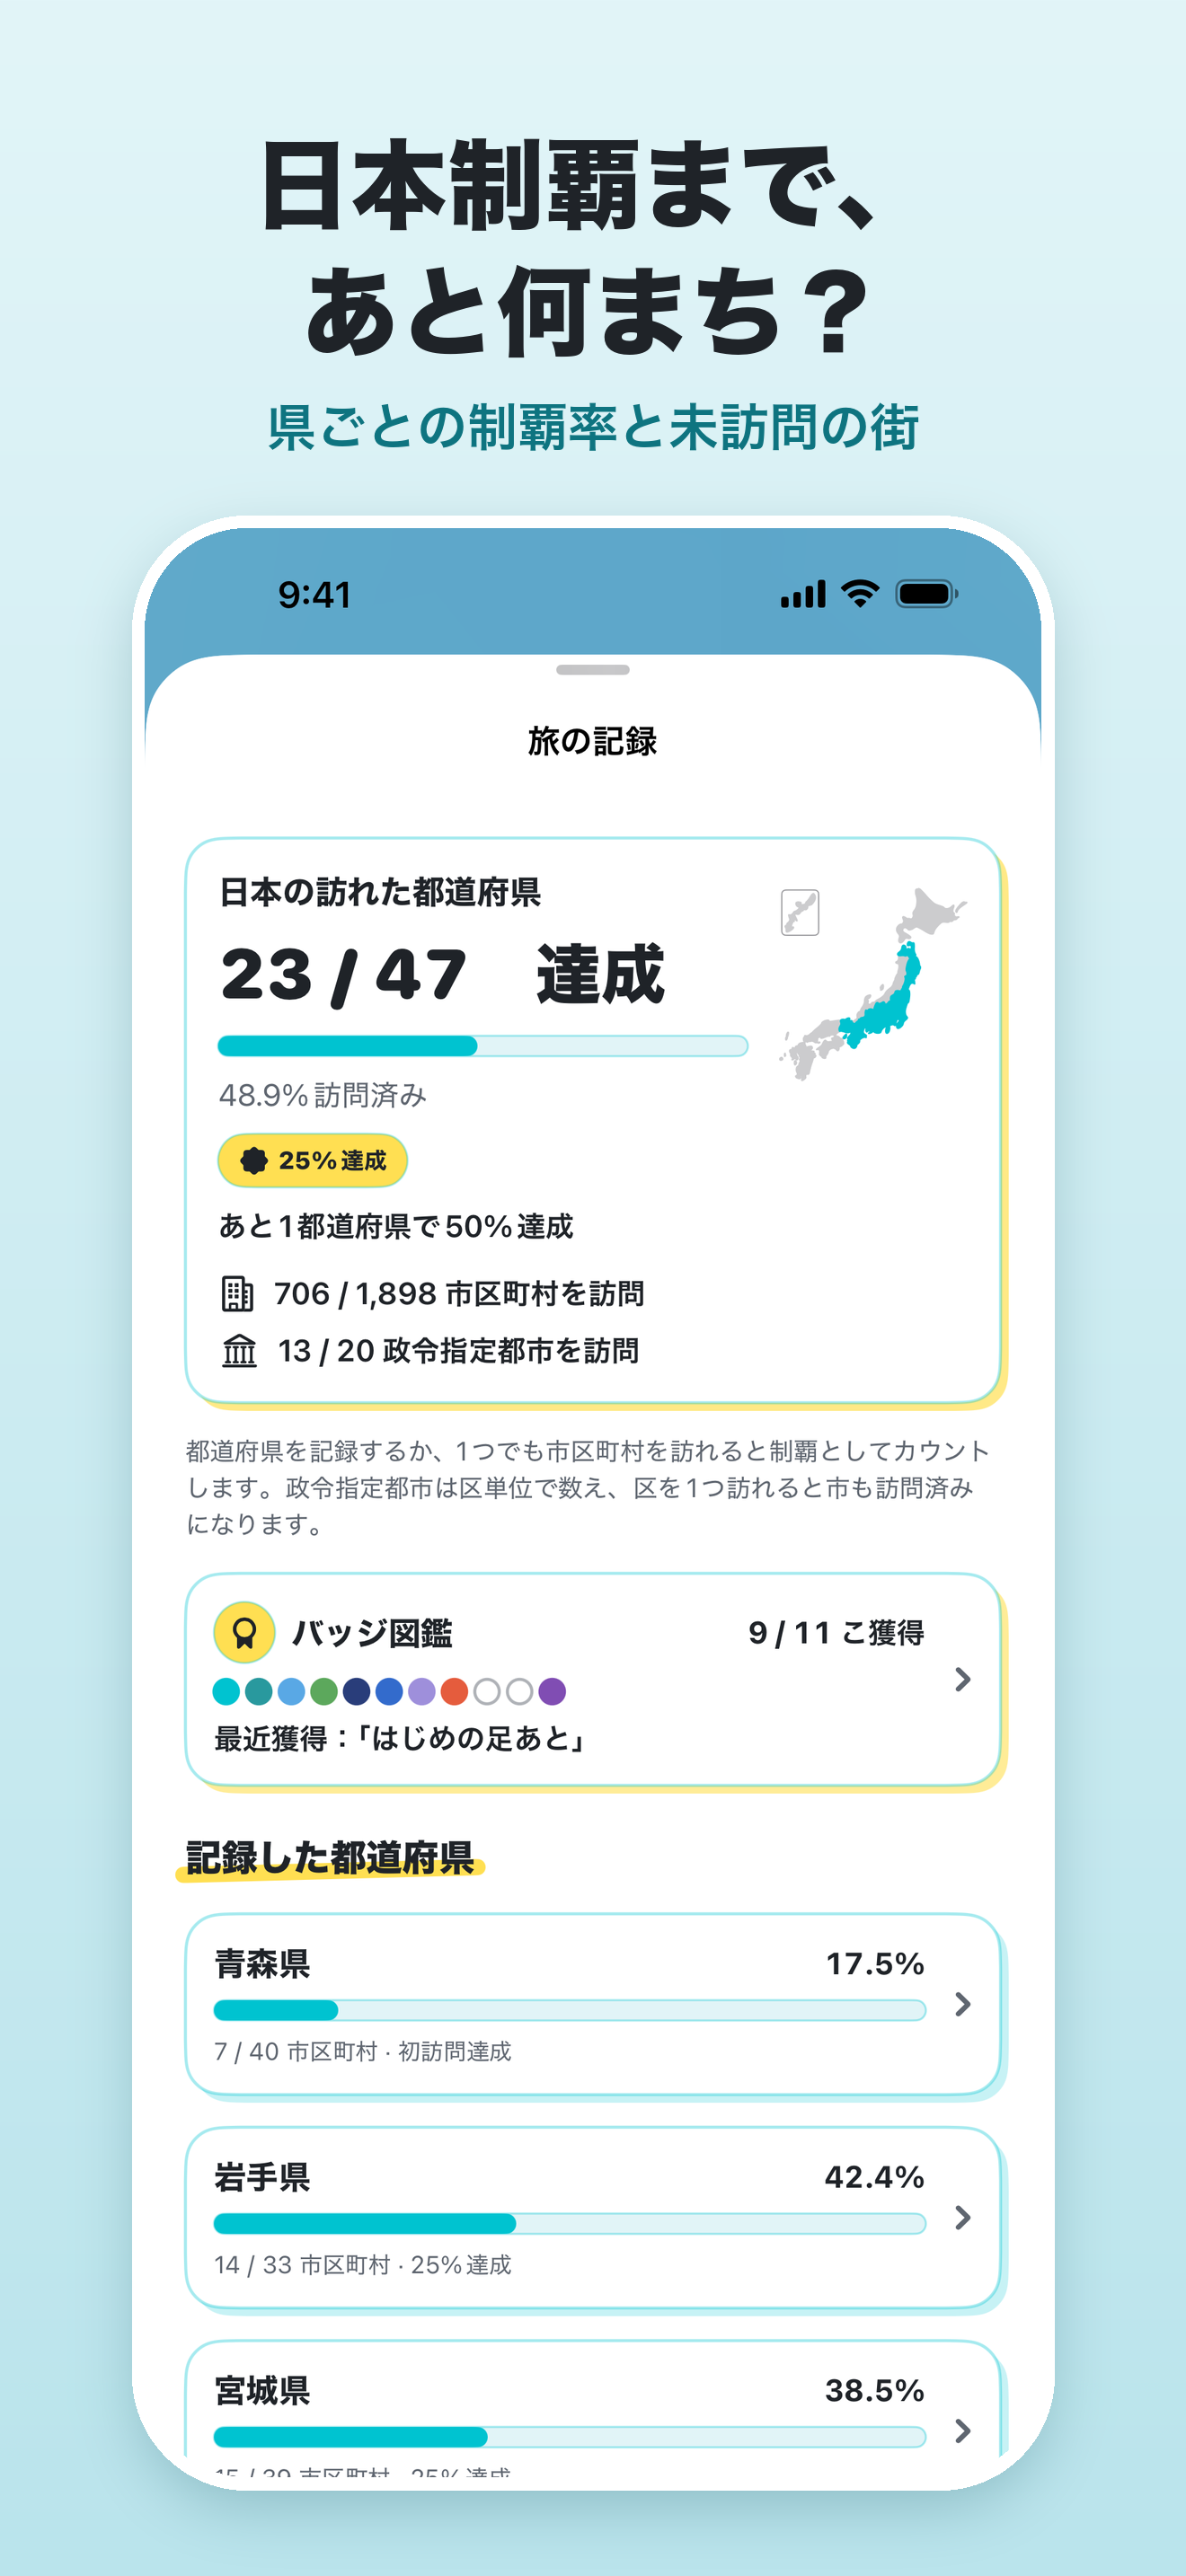 日本制覇まで、
あと何まち？
県ごとの制覇率と未訪問の街
9:41
旅の記録
日本の訪れた都道府県
23 / 47 達成
48.9% 訪問済み
25% 達成
あと1都道府県で50%達成
706 / 1,898 市区町村を訪問
13 / 20 政令指定都市を訪問
都道府県を記録するか、1つでも市区町村を訪れると制覇としてカウント
します。政令指定都市は区単位で数え、区を1つ訪れると市も訪問済み
になります。
バッジ図鑑 9 / 11 こ獲得
最近獲得：「はじめの足あと」
記録した都道府県
青森県 17.5%
7 / 40 市区町村 · 初訪問達成
岩手県 42.4%
14 / 33 市区町村 · 25%達成
宮城県 38.5%
15 / 39 市区町村 · 25%達成